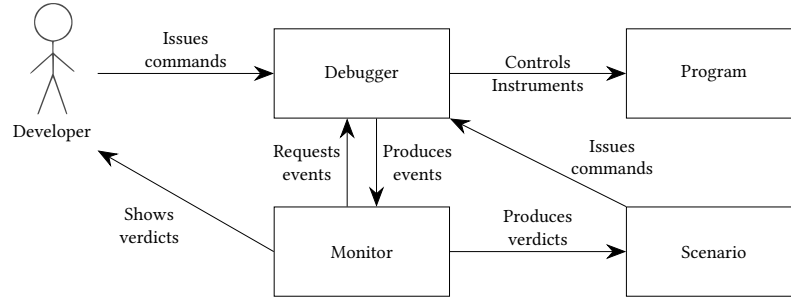 Issues
commands
Debugger
Controls
Instruments
Program
Developer
Requests
events
Produces
events
Issues
commands
Shows
verdicts
Monitor
Produces
verdicts
Scenario